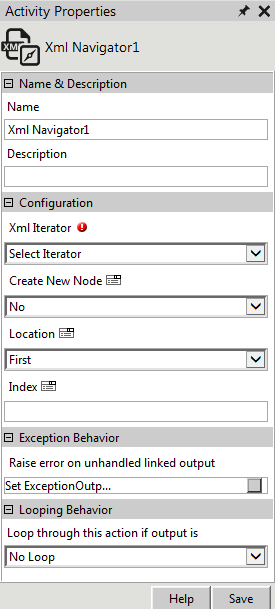 Activity Properties
XML
Xml Navigator1
Name & Description
Name
Xml Navigator1
Description
Configuration
Xml Iterator
Select Iterator
Create New Node
No
Location
First
Index
Exception Behavior
Raise error on unhandled linked output
Set ExceptionOutp...
Looping Behavior
Loop through this action if output is
No Loop
Help Save